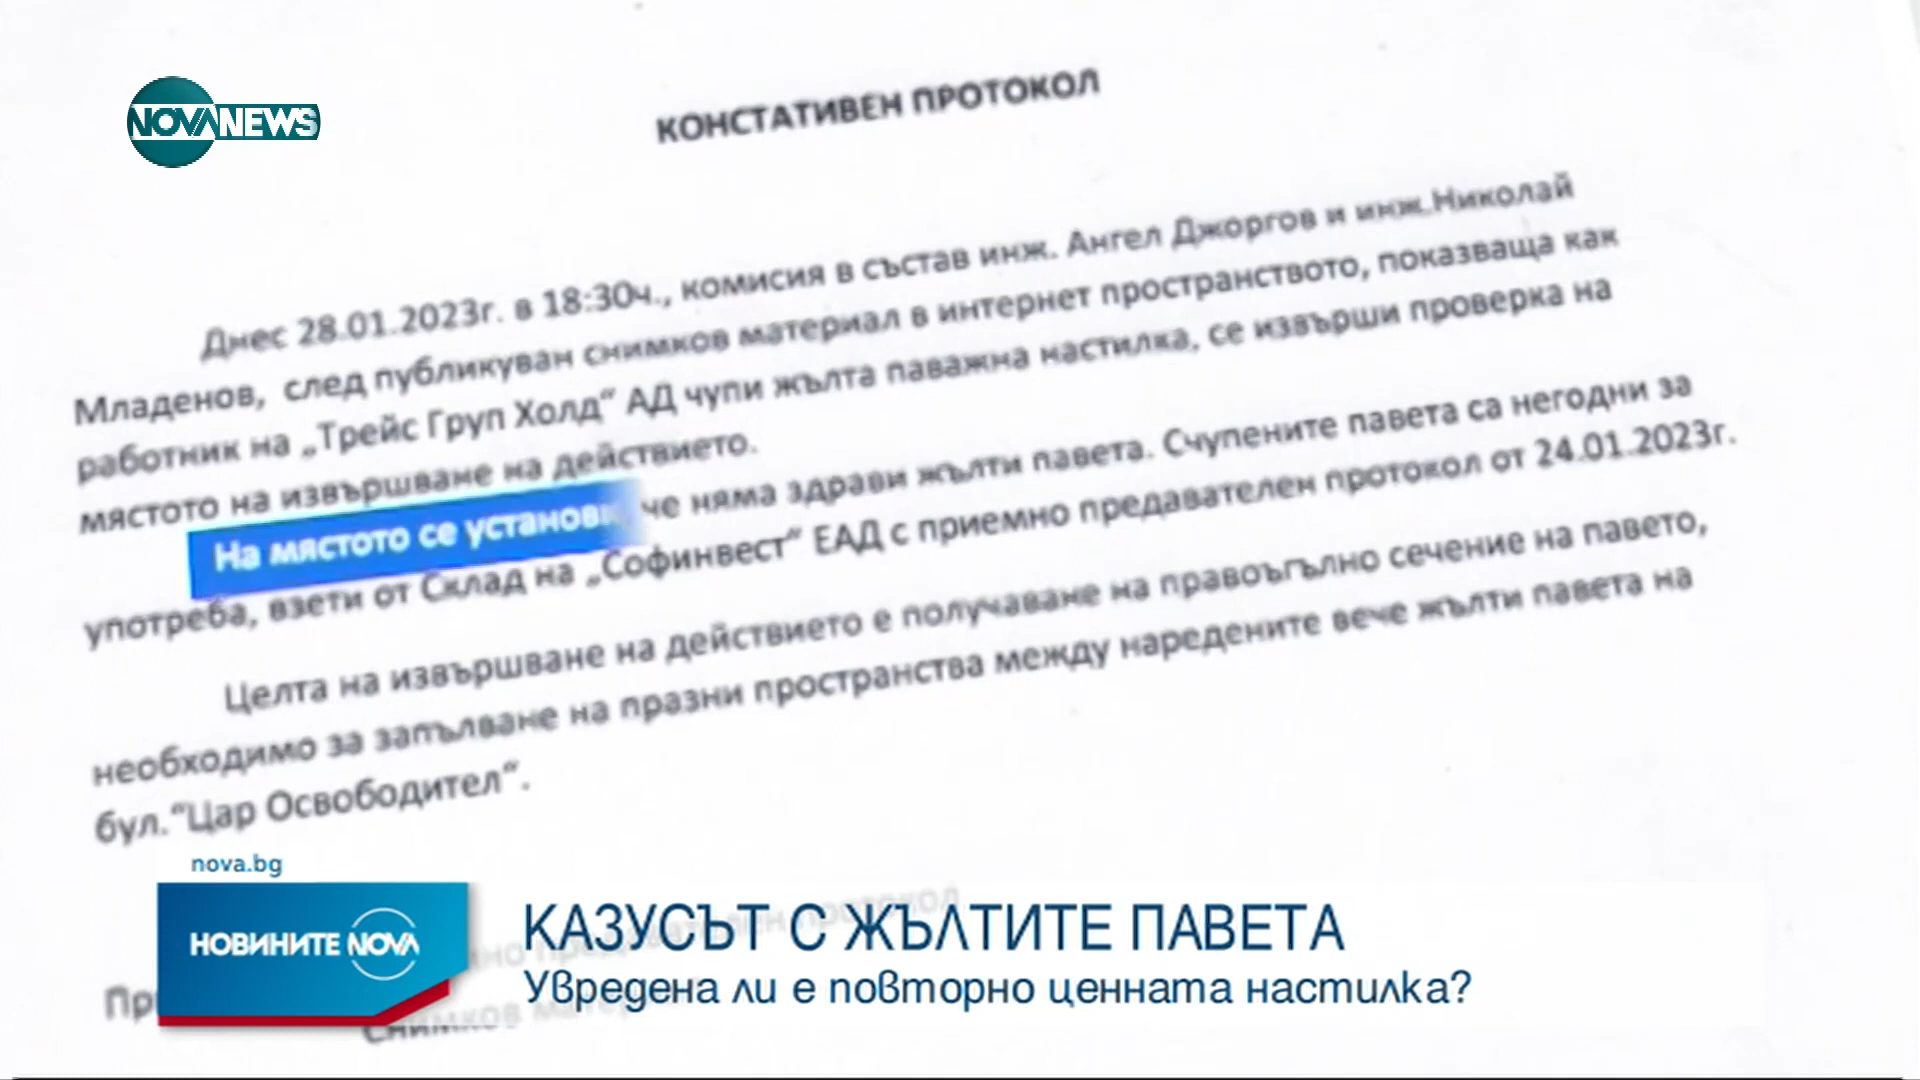 NOVANEWS
КОНСТАТИВЕН ПРОТОКОЛ
Днес 28.01.2023г. в 18:30ч., комисия в състав инж. Ангел Джоргов и инж.Николай
Младенов, след публикуван снимков материал в интернет пространството, показваща как
работник на „Трейс Груп Холд“ АД чупи жълта паважна настилка, се извърши проверка на
мястото на извършване на действието.
На мястото се установи че няма здрави жълти павета. Счупените павета са негодни за
употреба, взети от Склад на „Софинвест“ ЕАД с приемно предавателен протокол от 24.01.2023г.
Целта на извършване на действието е получаване на правоъгълно сечение на павето,
необходимо за запълване на празни пространства между наредените вече жълти павета на
бул.“Цар Освободител“.
nova.bg
НОВИНИТЕ NOVA
КАЗУСЪТ С ЖЪЛТИТЕ ПАВЕТА
Увредена ли е повторно ценната настилка?
протокол
Снимков